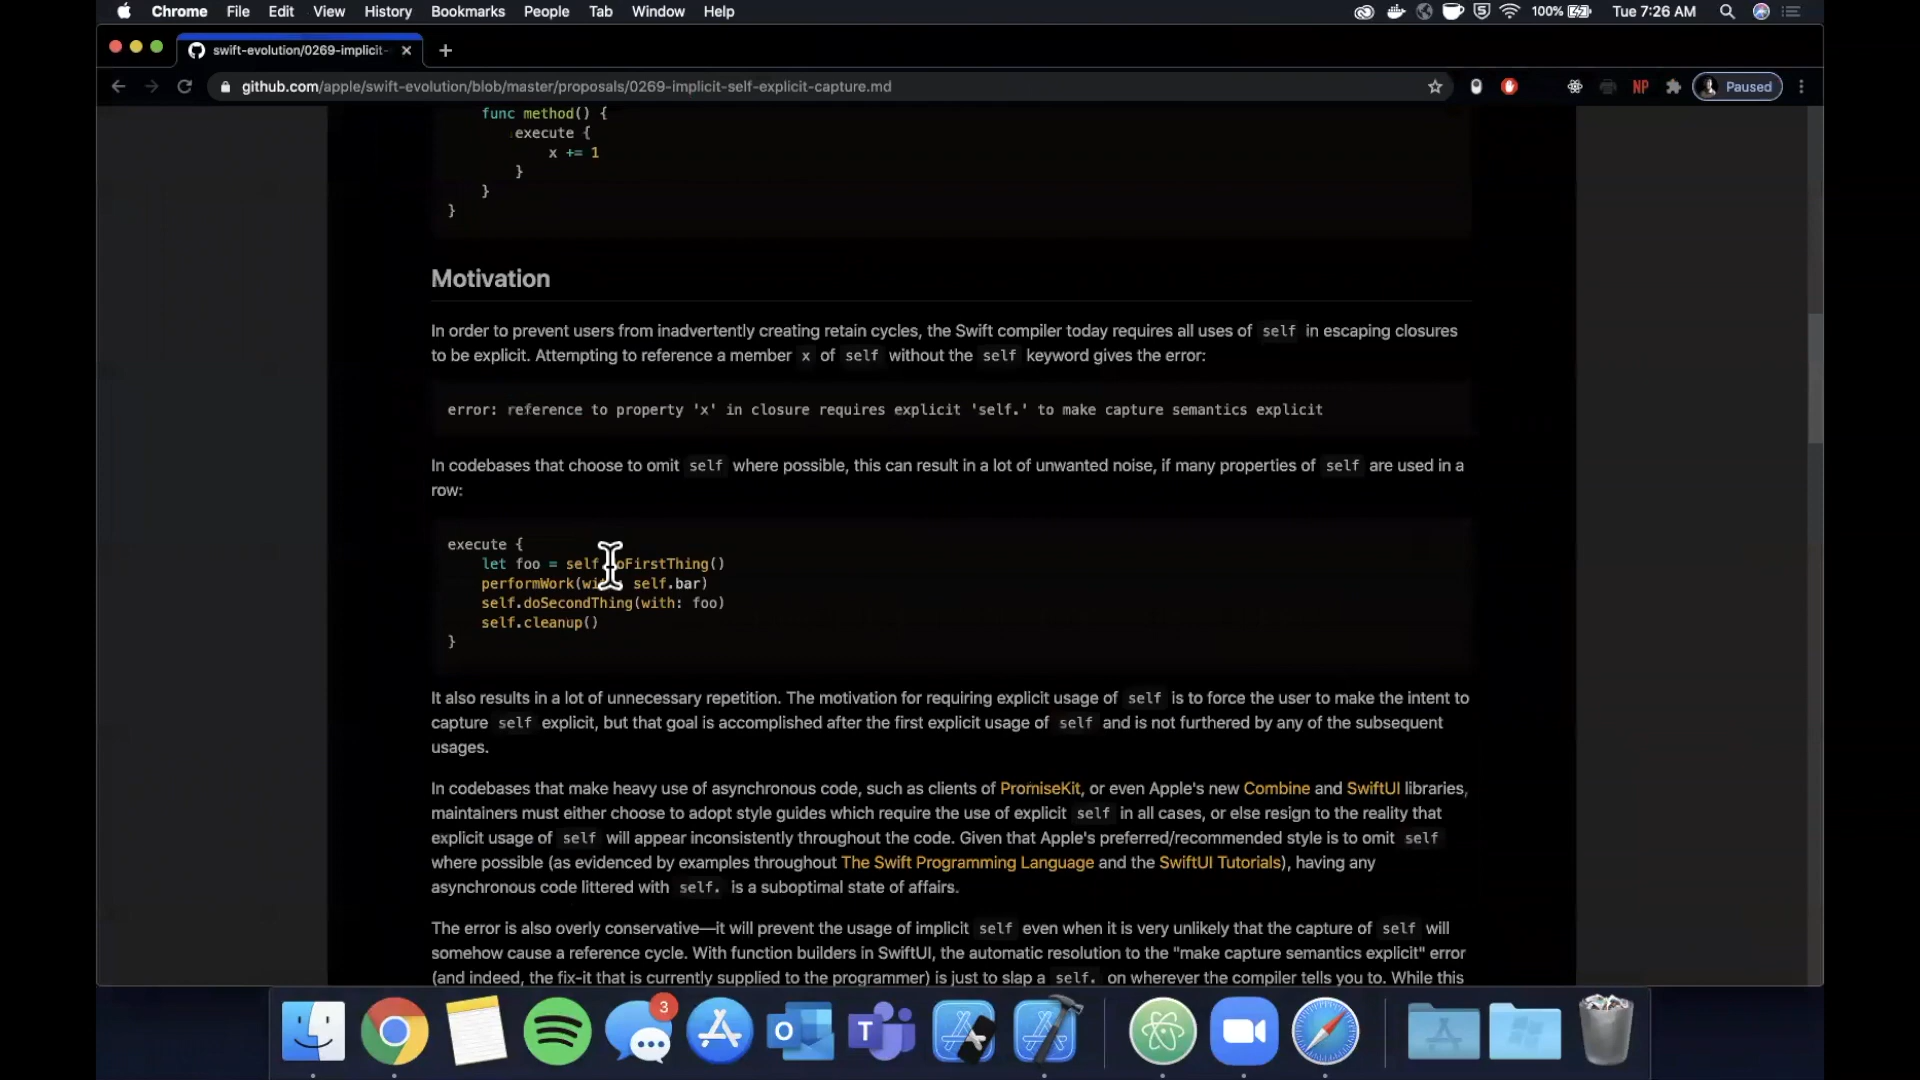 Chrome File Edit View History Bookmarks People Tab Window Help
100% Tue 7:26 AM
swift-evolution/0269-implicit-
github.com/apple/swift-evolution/blob/master/proposals/0269-implicit-self-explicit-capture.md
NP
Paused
func method() {
execute {
x += 1
}
}
}
Motivation
In order to prevent users from inadvertently creating retain cycles, the Swift compiler today requires all uses of self in escaping closures
to be explicit. Attempting to reference a member x of self without the self keyword gives the error:
error: reference to property 'x' in closure requires explicit 'self.' to make capture semantics explicit
In codebases that choose to omit self where possible, this can result in a lot of unwanted noise, if many properties of self are used in a
row:
execute {
let foo = self.doFirstThing()
performWork(with: self.bar)
self.doSecondThing(with: foo)
self.cleanup()
}
It also results in a lot of unnecessary repetition. The motivation for requiring explicit usage of self is to force the user to make the intent to
capture self explicit, but that goal is accomplished after the first explicit usage of self and is not furthered by any of the subsequent
usages.
In codebases that make heavy use of asynchronous code, such as clients of PromiseKit, or even Apple's new Combine and SwiftUI libraries,
maintainers must either choose to adopt style guides which require the use of explicit self in all cases, or else resign to the reality that
explicit usage of self will appear inconsistently throughout the code. Given that Apple's preferred/recommended style is to omit self
where possible (as evidenced by examples throughout The Swift Programming Language and the SwiftUI Tutorials), having any
asynchronous code littered with self. is a suboptimal state of affairs.
The error is also overly conservative—it will prevent the usage of implicit self even when it is very unlikely that the capture of self will
somehow cause a reference cycle. With function builders in SwiftUI, the automatic resolution to the "make capture semantics explicit" error
(and indeed, the fix-it that is currently supplied to the programmer) is just to slap a self. on wherever the compiler tells you to. While this
3